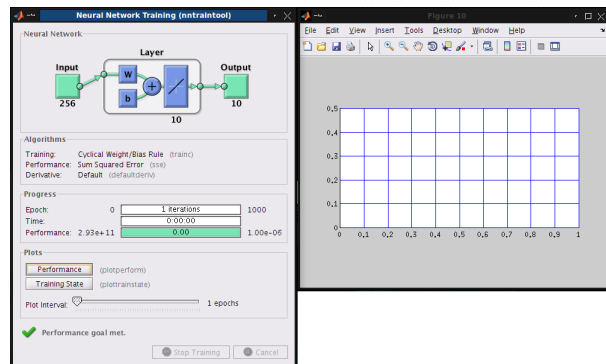 Neural Network Training (nntraintool)
Neural Network
Layer
Input
Output
W
b
+
256
10
10
Algorithms
Training: Cyclical Weight/Bias Rule (trainc)
Performance: Sum Squared Error (sse)
Derivative: Default (defaultderiv)
Progress
Epoch: 0 1 iterations 1000
Time: 0:00:00
Performance: 2.93e+11 0.00 1.00e-06
Plots
Performance (plotperform)
Training State (plottrainstate)
Plot Interval: 1 epochs
Performance goal met.
Stop Training Cancel
Figure 10
File Edit View Insert Tools Desktop Window Help
0.5
0.4
0.3
0.2
0.1
0
0 0.1 0.2 0.3 0.4 0.5 0.6 0.7 0.8 0.9 1